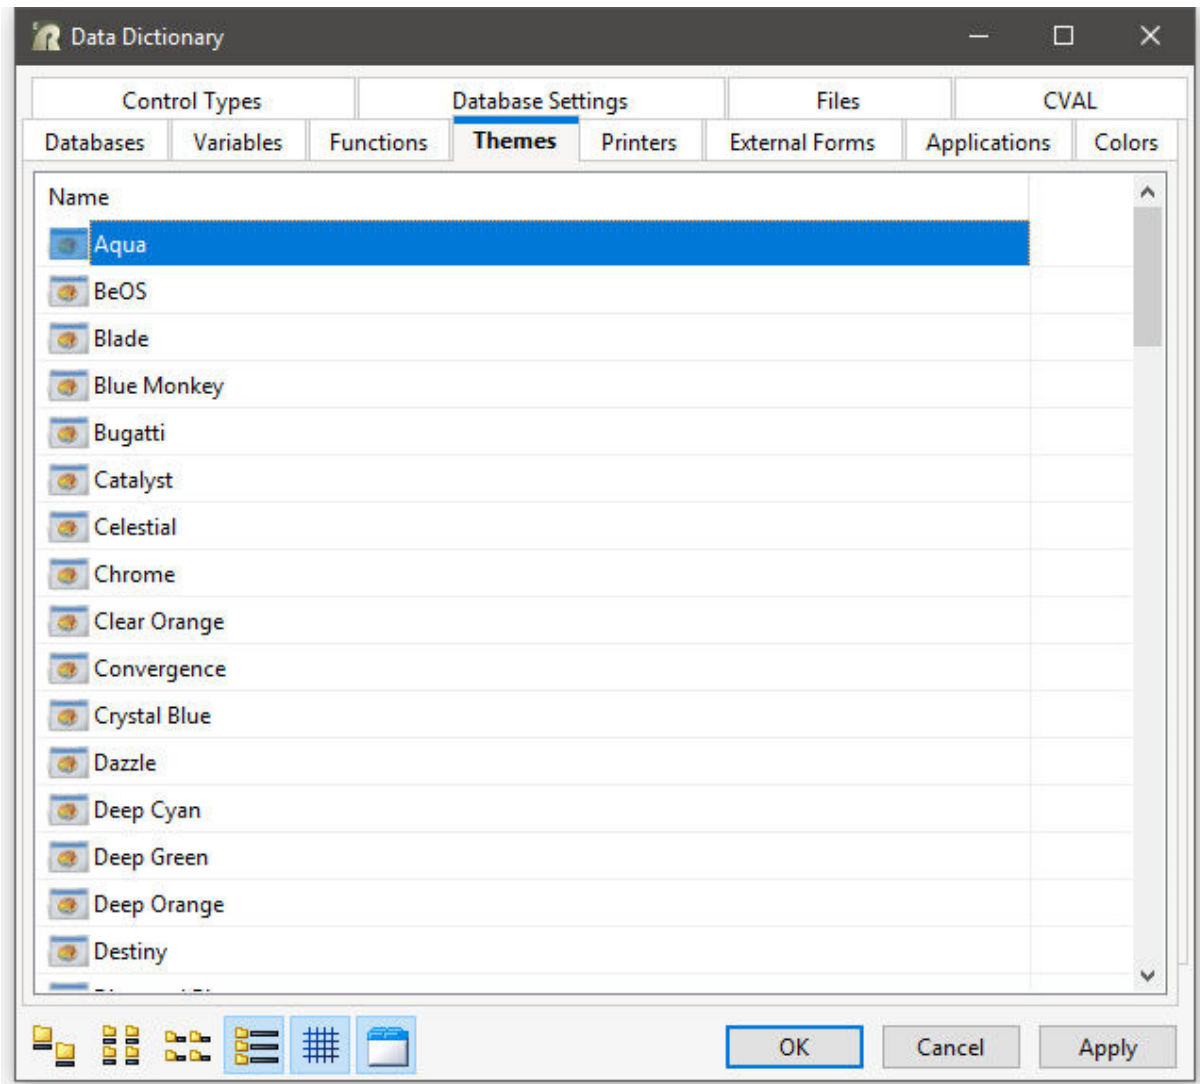 Data Dictionary
Control Types Database Settings Files CVAL
Databases Variables Functions Themes Printers External Forms Applications Colors
Name
Aqua
BeOS
Blade
Blue Monkey
Bugatti
Catalyst
Celestial
Chrome
Clear Orange
Convergence
Crystal Blue
Dazzle
Deep Cyan
Deep Green
Deep Orange
Destiny
OK Cancel Apply